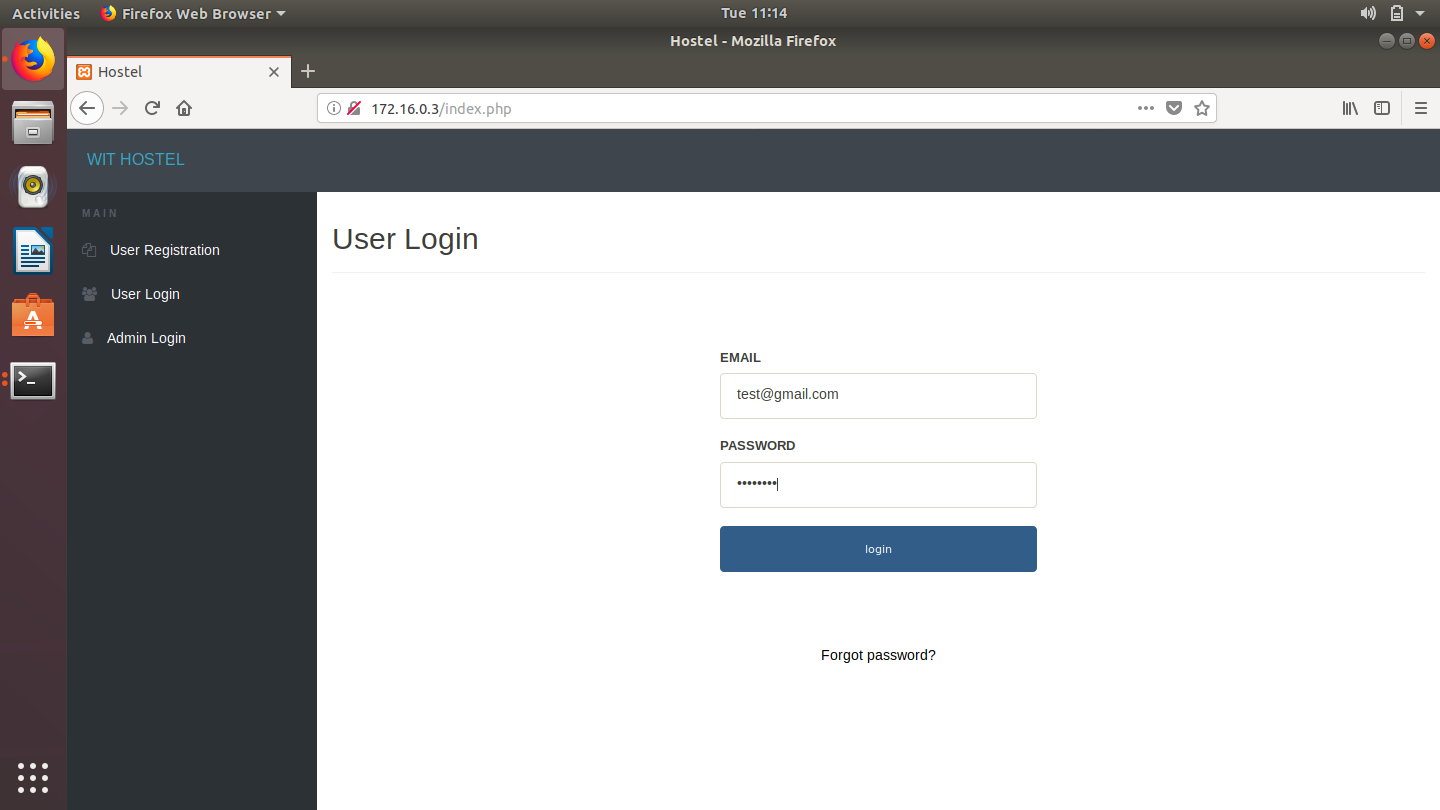 Activities Firefox Web Browser Tue 11:14
Hostel - Mozilla Firefox
Hostel
172.16.0.3/index.php
WIT HOSTEL
MAIN
User Registration
User Login
Admin Login
User Login
EMAIL
test@gmail.com
PASSWORD
••••••••
login
Forgot password?